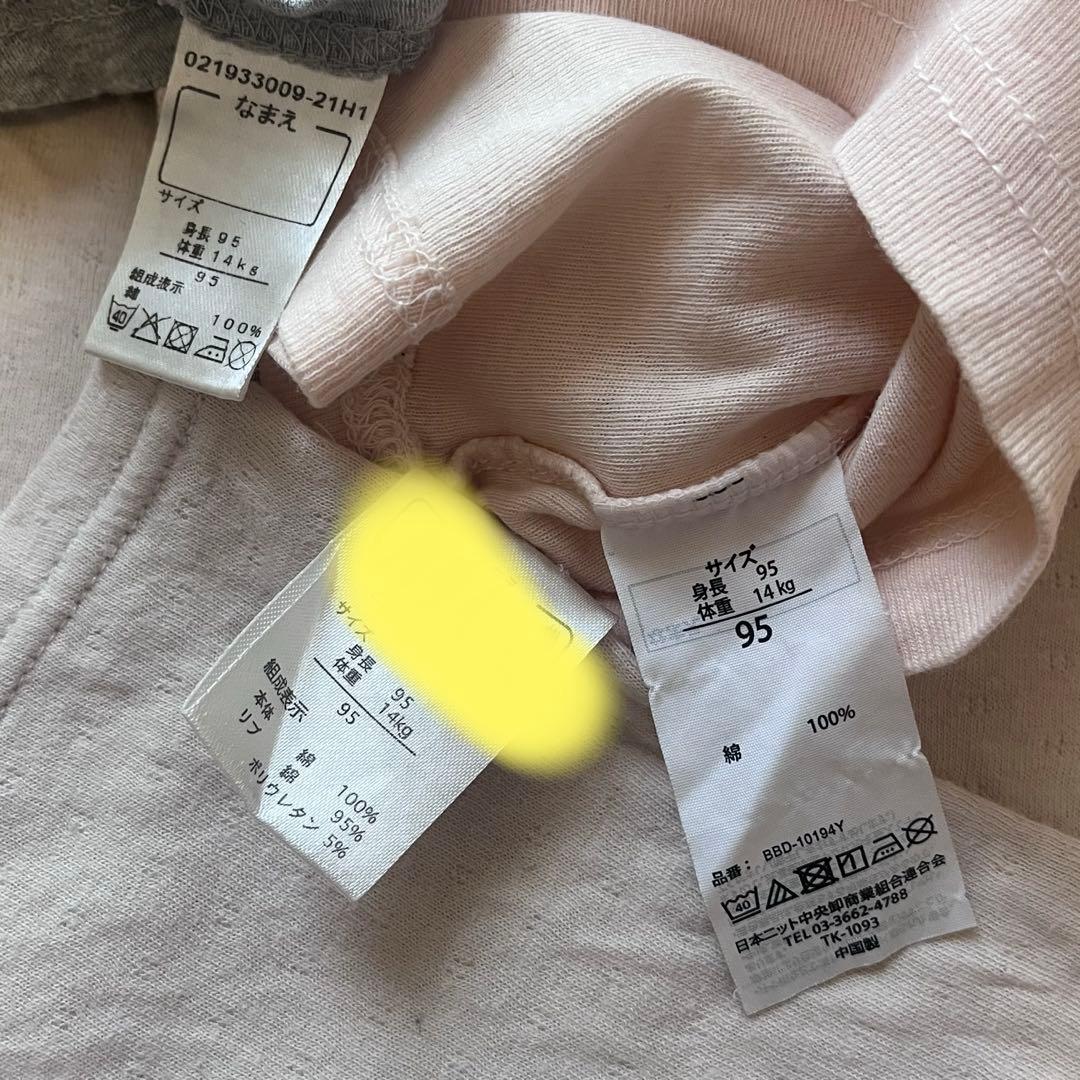 021933009-21H1
なまえ
サイズ
身長 95
体重 14kg
95
組成表示
綿 100%
40
サイズ
身長 95
体重 14kg
95
組成表示
本体 綿 100%
リブ 綿 95%
ポリウレタン 5%
サイズ
身長 95
体重 14kg
95
綿 100%
品番: BBD-10194Y
40
日本ニット中央卸商業組合連合会
TEL03-3662-4788
TK-1093
中国製